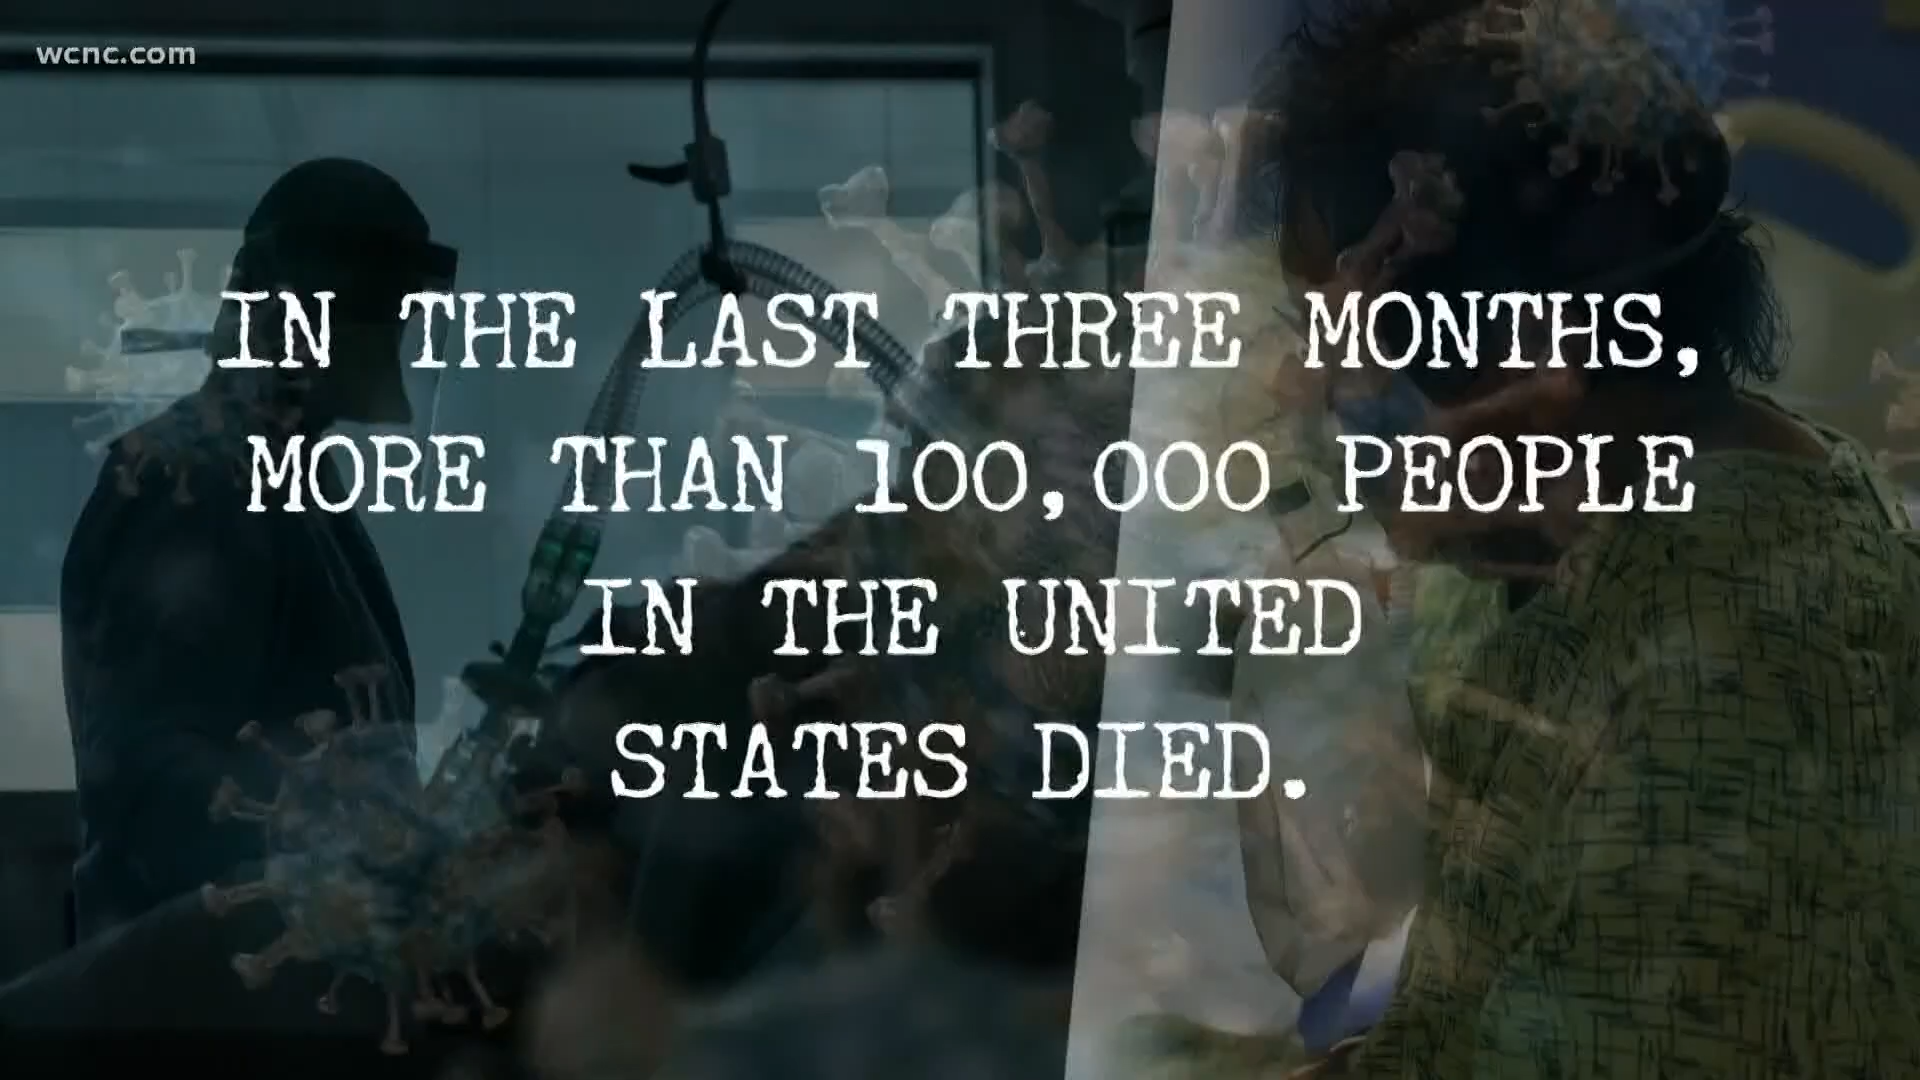 wcnc.com
IN THE LAST THREE MONTHS,
MORE THAN 100,000 PEOPLE
IN THE UNITED
STATES DIED.